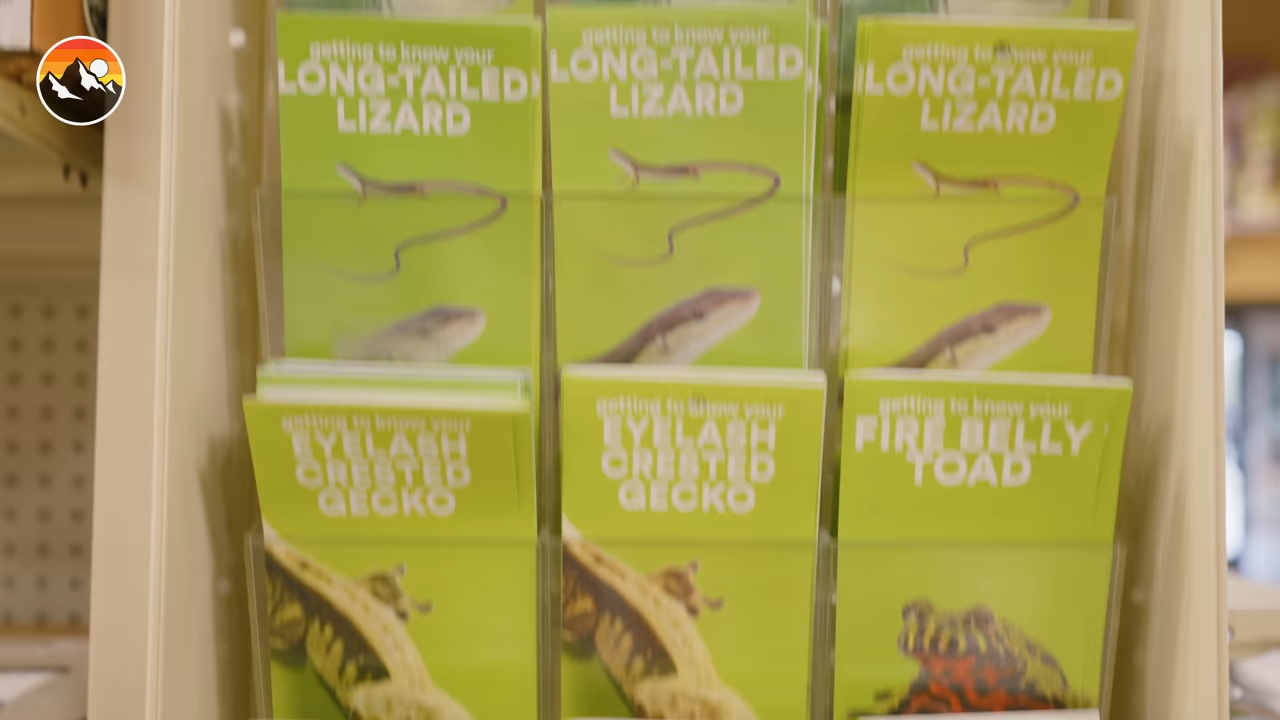 getting to know your
LONG-TAILED
LIZARD
getting to know your
LONG-TAILED
LIZARD
getting to know your
LONG-TAILED
LIZARD
getting to know your
EYELASH
CRESTED
GECKO
getting to know your
EYELASH
CRESTED
GECKO
getting to know your
FIRE BELLY
TOAD